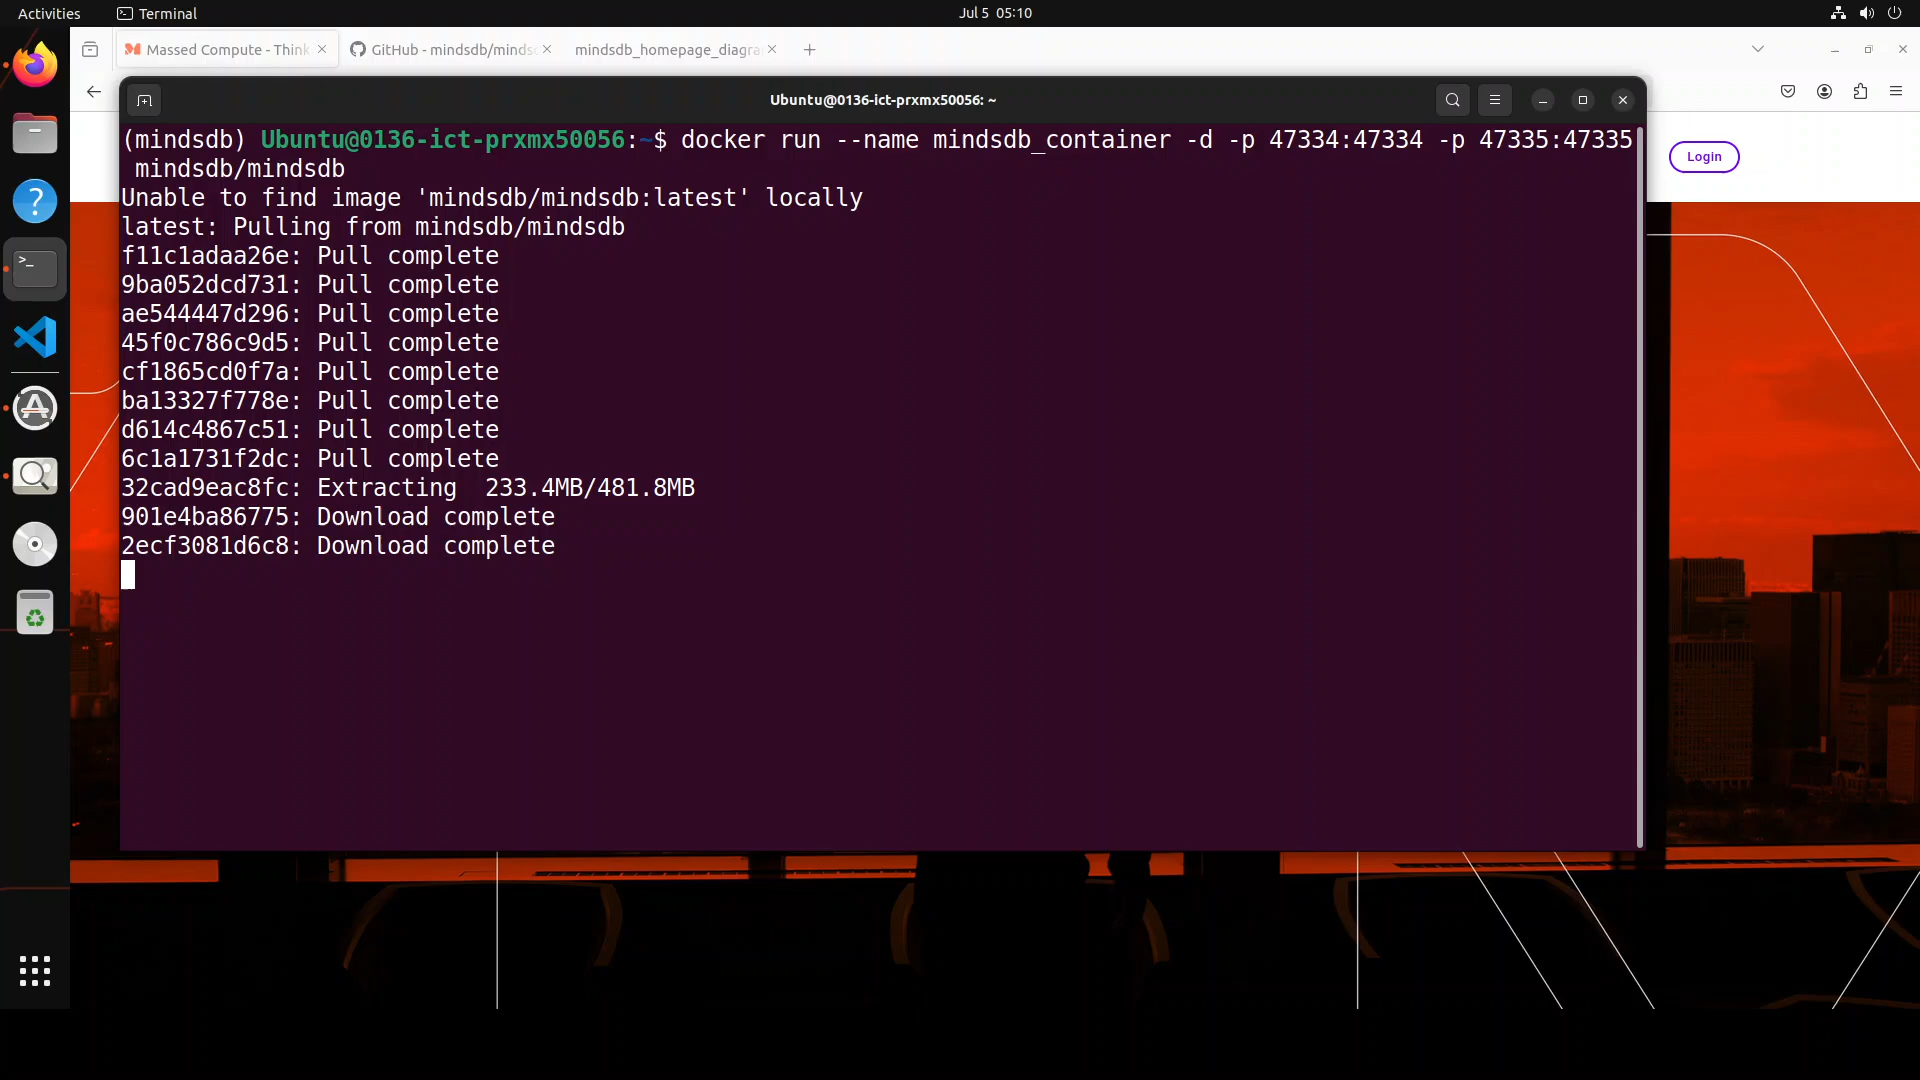 Activities
Terminal
Jul 5 05:10
Massed Compute - Think
GitHub - mindsdb/minds
mindsdb_homepage_diagra
Ubuntu@0136-ict-prxmx50056: ~
Login
(mindsdb) Ubuntu@0136-ict-prxmx50056:~$ docker run --name mindsdb_container -d -p 47334:47334 -p 47335:47335
mindsdb/mindsdb
Unable to find image 'mindsdb/mindsdb:latest' locally
latest: Pulling from mindsdb/mindsdb
f11c1adaa26e: Pull complete
9ba052dcd731: Pull complete
ae544447d296: Pull complete
45f0c786c9d5: Pull complete
cf1865cd0f7a: Pull complete
ba13327f778e: Pull complete
d614c4867c51: Pull complete
6c1a1731f2dc: Pull complete
32cad9eac8fc: Extracting  233.4MB/481.8MB
901e4ba86775: Download complete
2ecf3081d6c8: Download complete